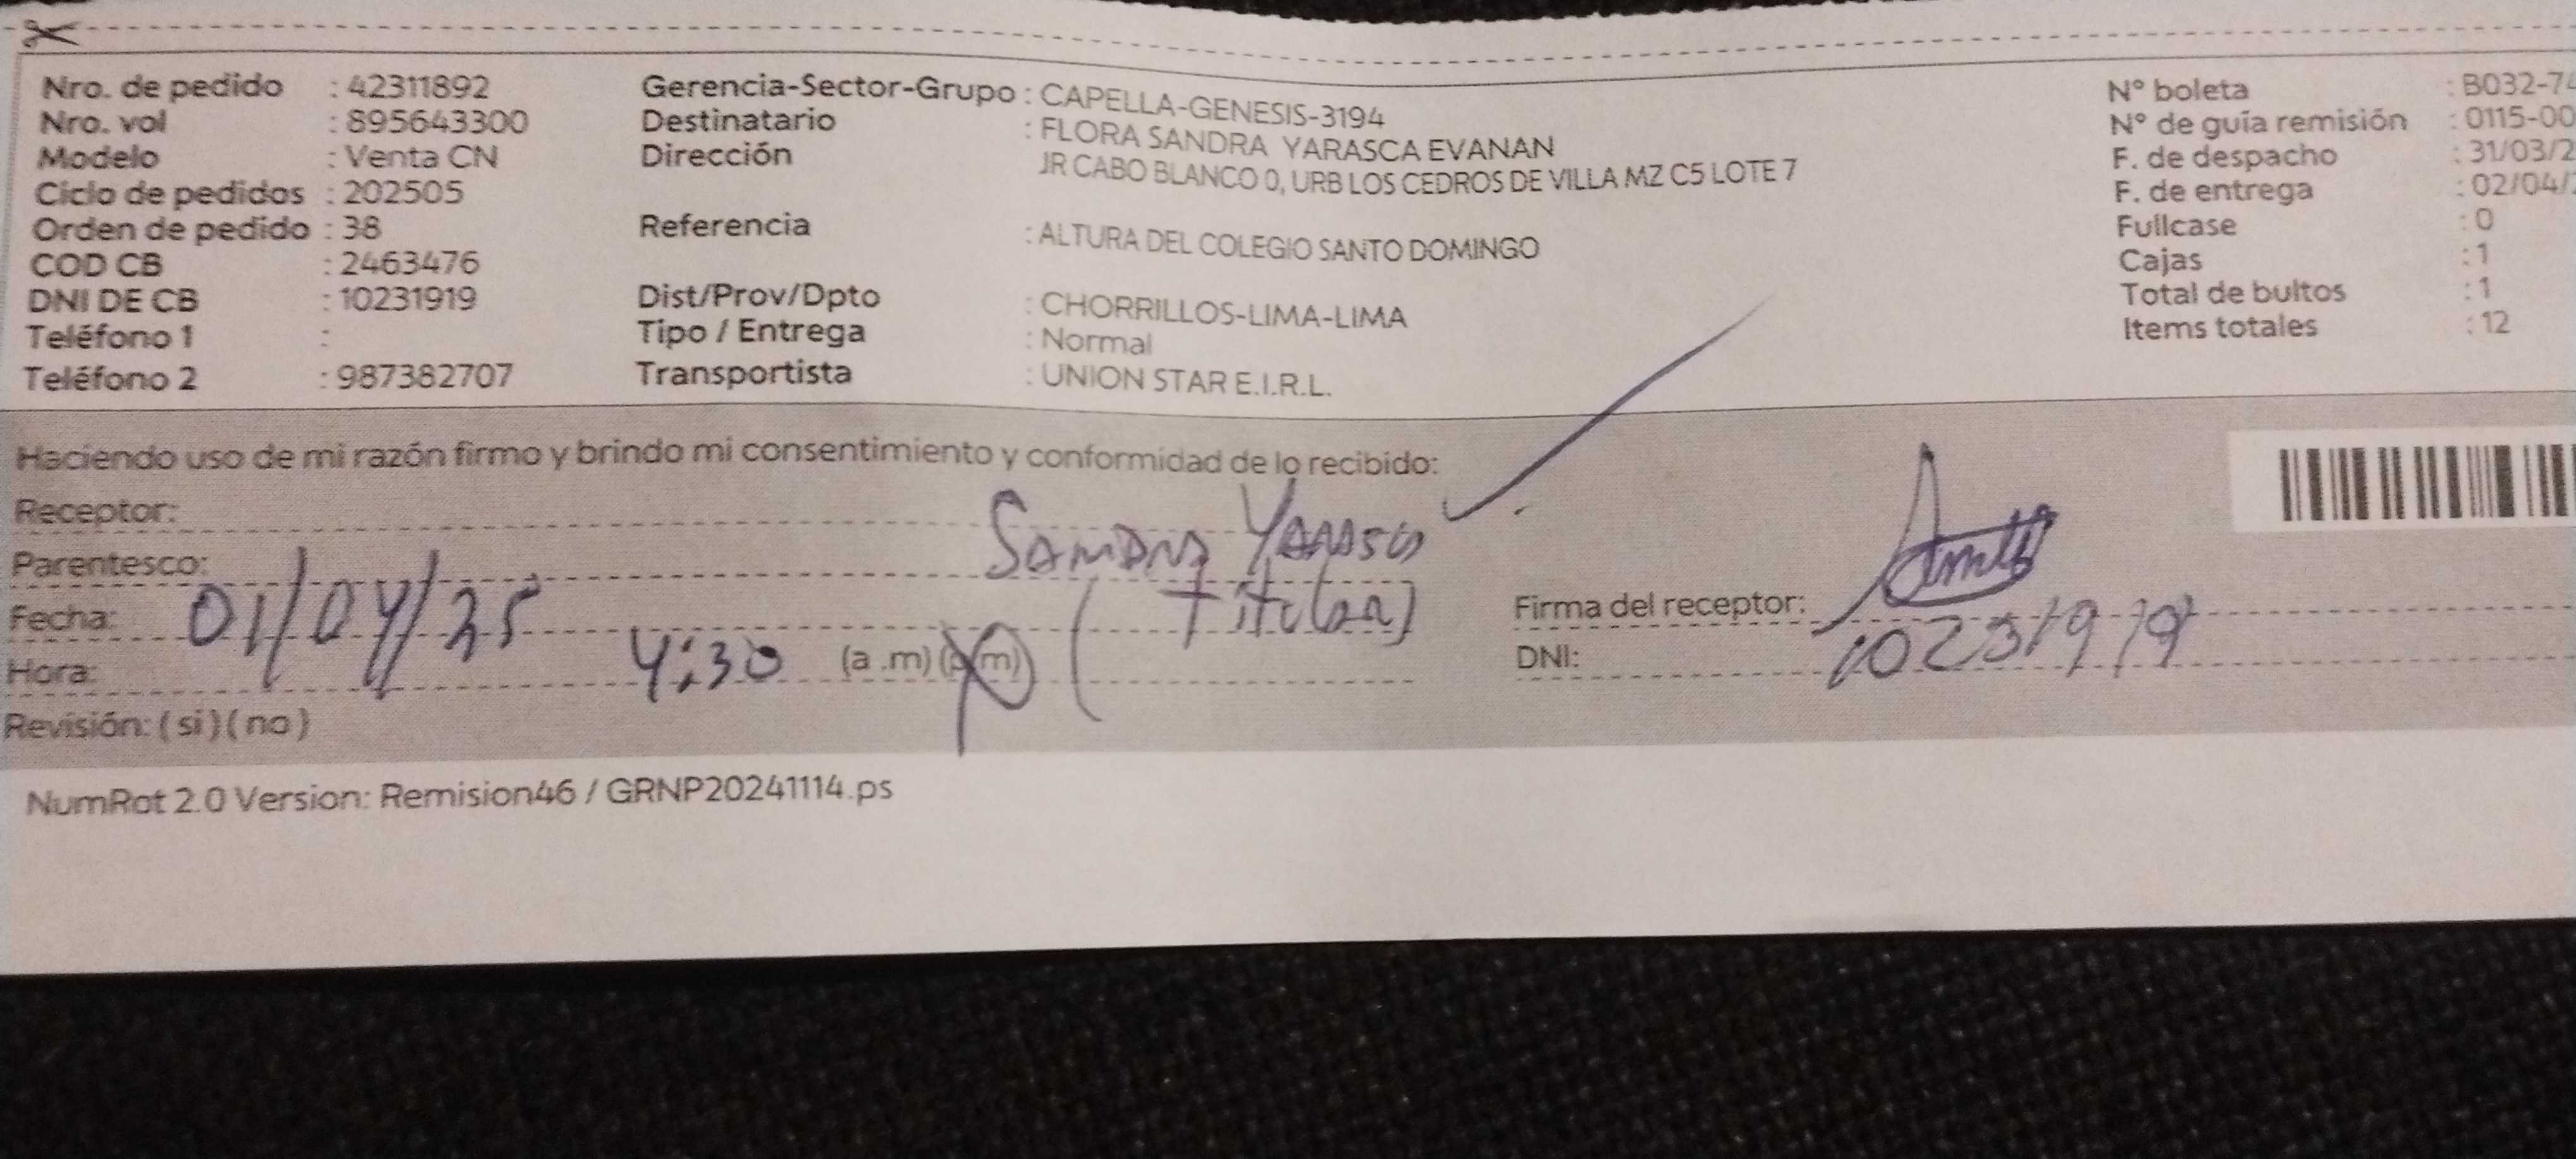 Nro. de pedido : 42311892
Nro. vol : 895643300
Modelo : Venta CN
Ciclo de pedidos : 202505
Orden de pedido : 38
COD CB : 2463476
DNI DE CB : 10231919
Teléfono 1 :
Teléfono 2 : 987382707
Gerencia-Sector-Grupo : CAPELLA-GENESIS-3194
Destinatario : FLORA SANDRA YARASCA EVANAN
Dirección JR CABO BLANCO 0, URB LOS CEDROS DE VILLA MZ C5 LOTE 7
Referencia : ALTURA DEL COLEGIO SANTO DOMINGO
Dist/Prov/Dpto : CHORRILLOS-LIMA-LIMA
Tipo / Entrega : Normal
Transportista : UNION STAR E.I.R.L.
N° boleta : B032-74
N° de guía remisión : 0115-00
F. de despacho : 31/03/2
F. de entrega : 02/04/
Fullcase : 0
Cajas : 1
Total de bultos : 1
Items totales : 12
Haciendo uso de mi razón firmo y brindo mi consentimiento y conformidad de lo recibido:
Receptor: Sandra Yarasca
Parentesco: (titular)
Fecha: 01/04/25
Hora: 4:30 (a .m) (p.m)
Revisión: ( si ) ( no )
Firma del receptor:
DNI: 10231919
NumRot 2.0 Version: Remision46 / GRNP20241114.ps